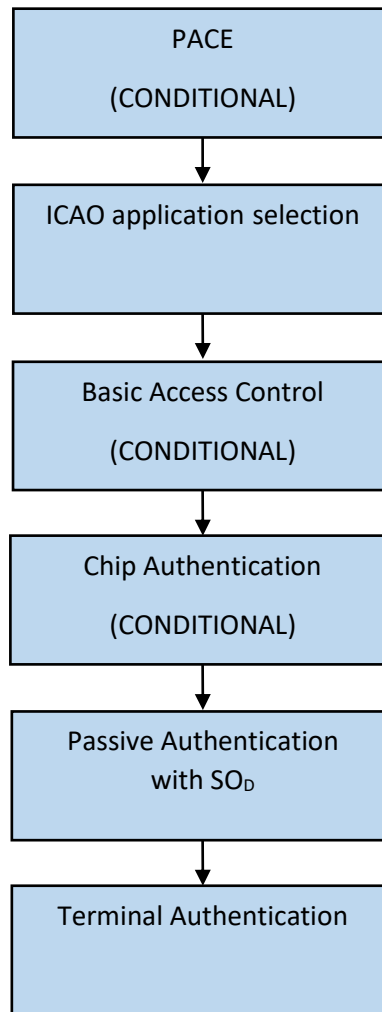 PACE
(CONDITIONAL)
ICAO application selection
Basic Access Control
(CONDITIONAL)
Chip Authentication
(CONDITIONAL)
Passive Authentication
with SOD
Terminal Authentication